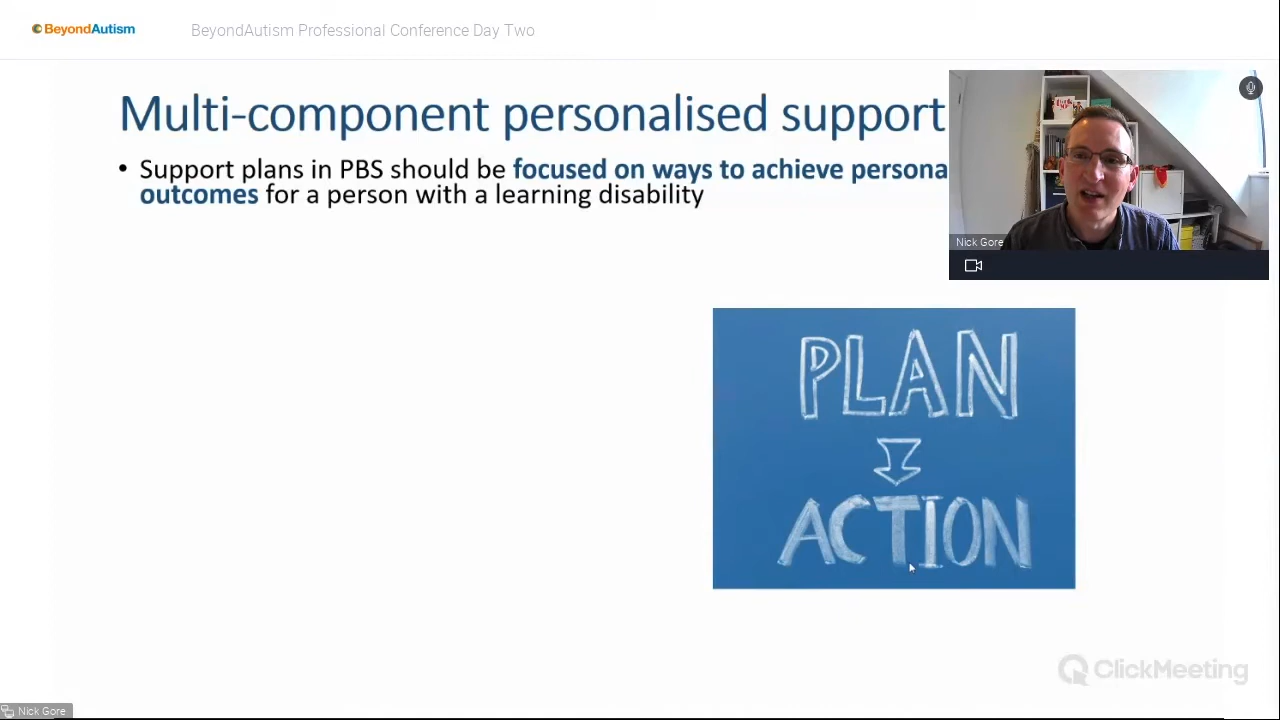 BeyondAutism
BeyondAutism Professional Conference Day Two
Multi-component personalised support
• Support plans in PBS should be focused on ways to achieve persona
outcomes for a person with a learning disability
Nick Gore
PLAN
ACTION
ClickMeeting
Nick Gore